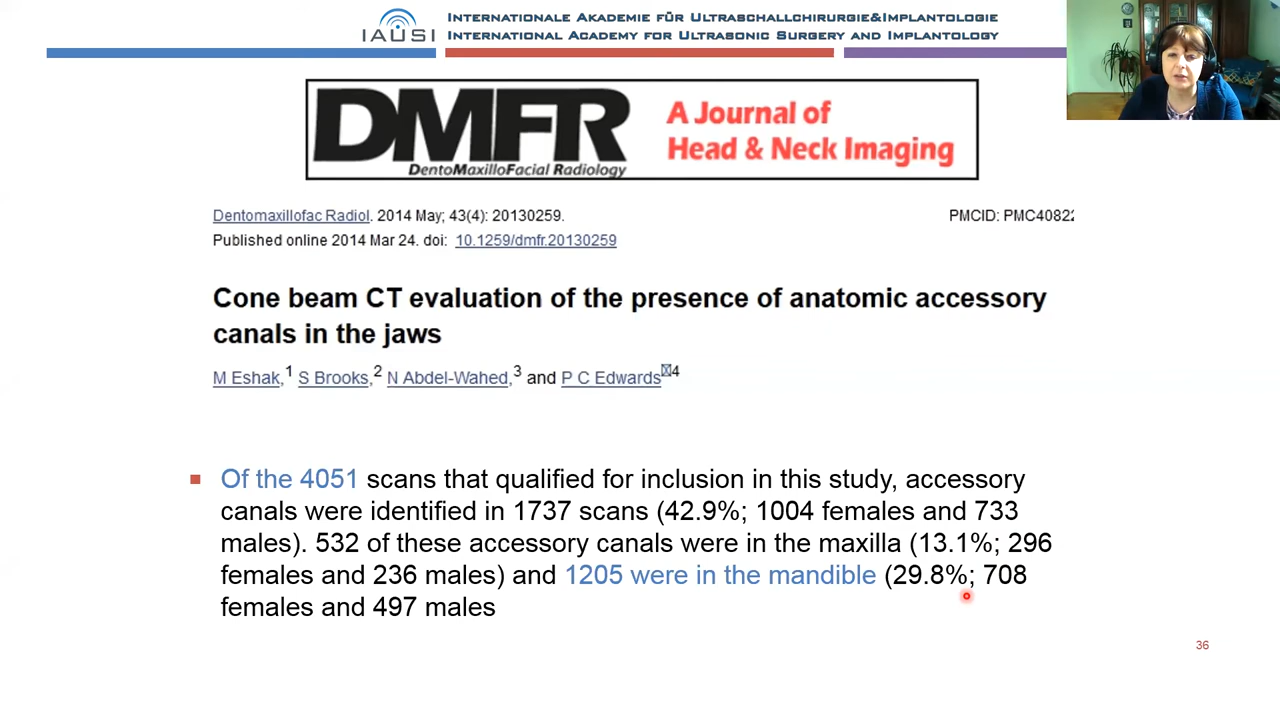 IAUSI
INTERNATIONALE AKADEMIE FÜR ULTRASCHALLCHIRURGIE&IMPLANTOLOGIE
INTERNATIONAL ACADEMY FOR ULTRASONIC SURGERY AND IMPLANTOLOGY
DMFR
DentoMaxilloFacial Radiology
A Journal of
Head & Neck Imaging
Dentomaxillofac Radiol. 2014 May; 43(4): 20130259.
PMCID: PMC40822
Published online 2014 Mar 24. doi: 10.1259/dmfr.20130259
Cone beam CT evaluation of the presence of anatomic accessory
canals in the jaws
M Eshak,1 S Brooks,2 N Abdel-Wahed,3 and P C Edwards4
Of the 4051 scans that qualified for inclusion in this study, accessory
canals were identified in 1737 scans (42.9%; 1004 females and 733
males). 532 of these accessory canals were in the maxilla (13.1%; 296
females and 236 males) and 1205 were in the mandible (29.8%; 708
females and 497 males
36